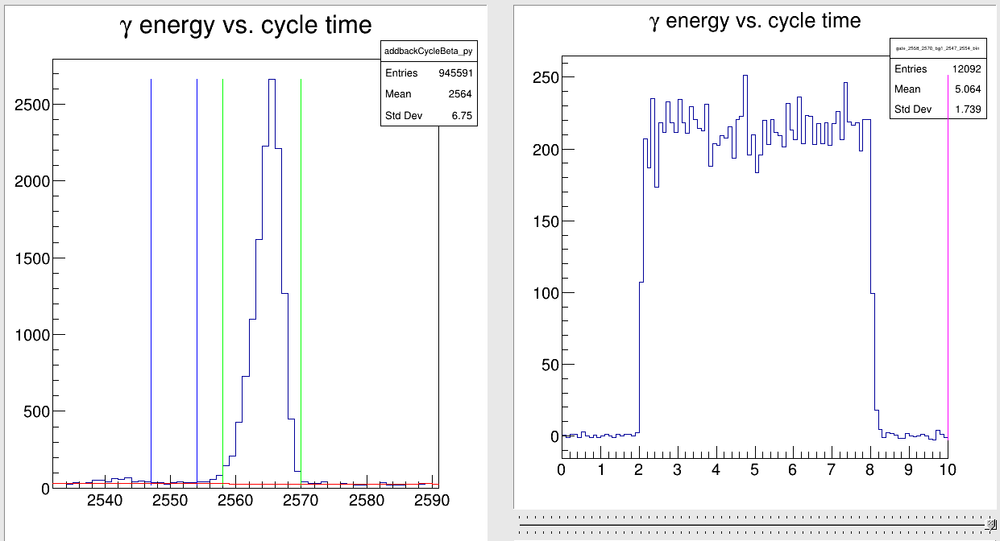 γ energy vs. cycle time
addbackCycleBeta_py
Entries 945591
Mean 2564
Std Dev 6.75
2500
2000
1500
1000
500
0
2540 2550 2560 2570 2580 2590
γ energy vs. cycle time
gate_2558_2570_bg1_2547_2554_bin
Entries 12092
Mean 5.064
Std Dev 1.739
250
200
150
100
50
0
0 1 2 3 4 5 6 7 8 9 10